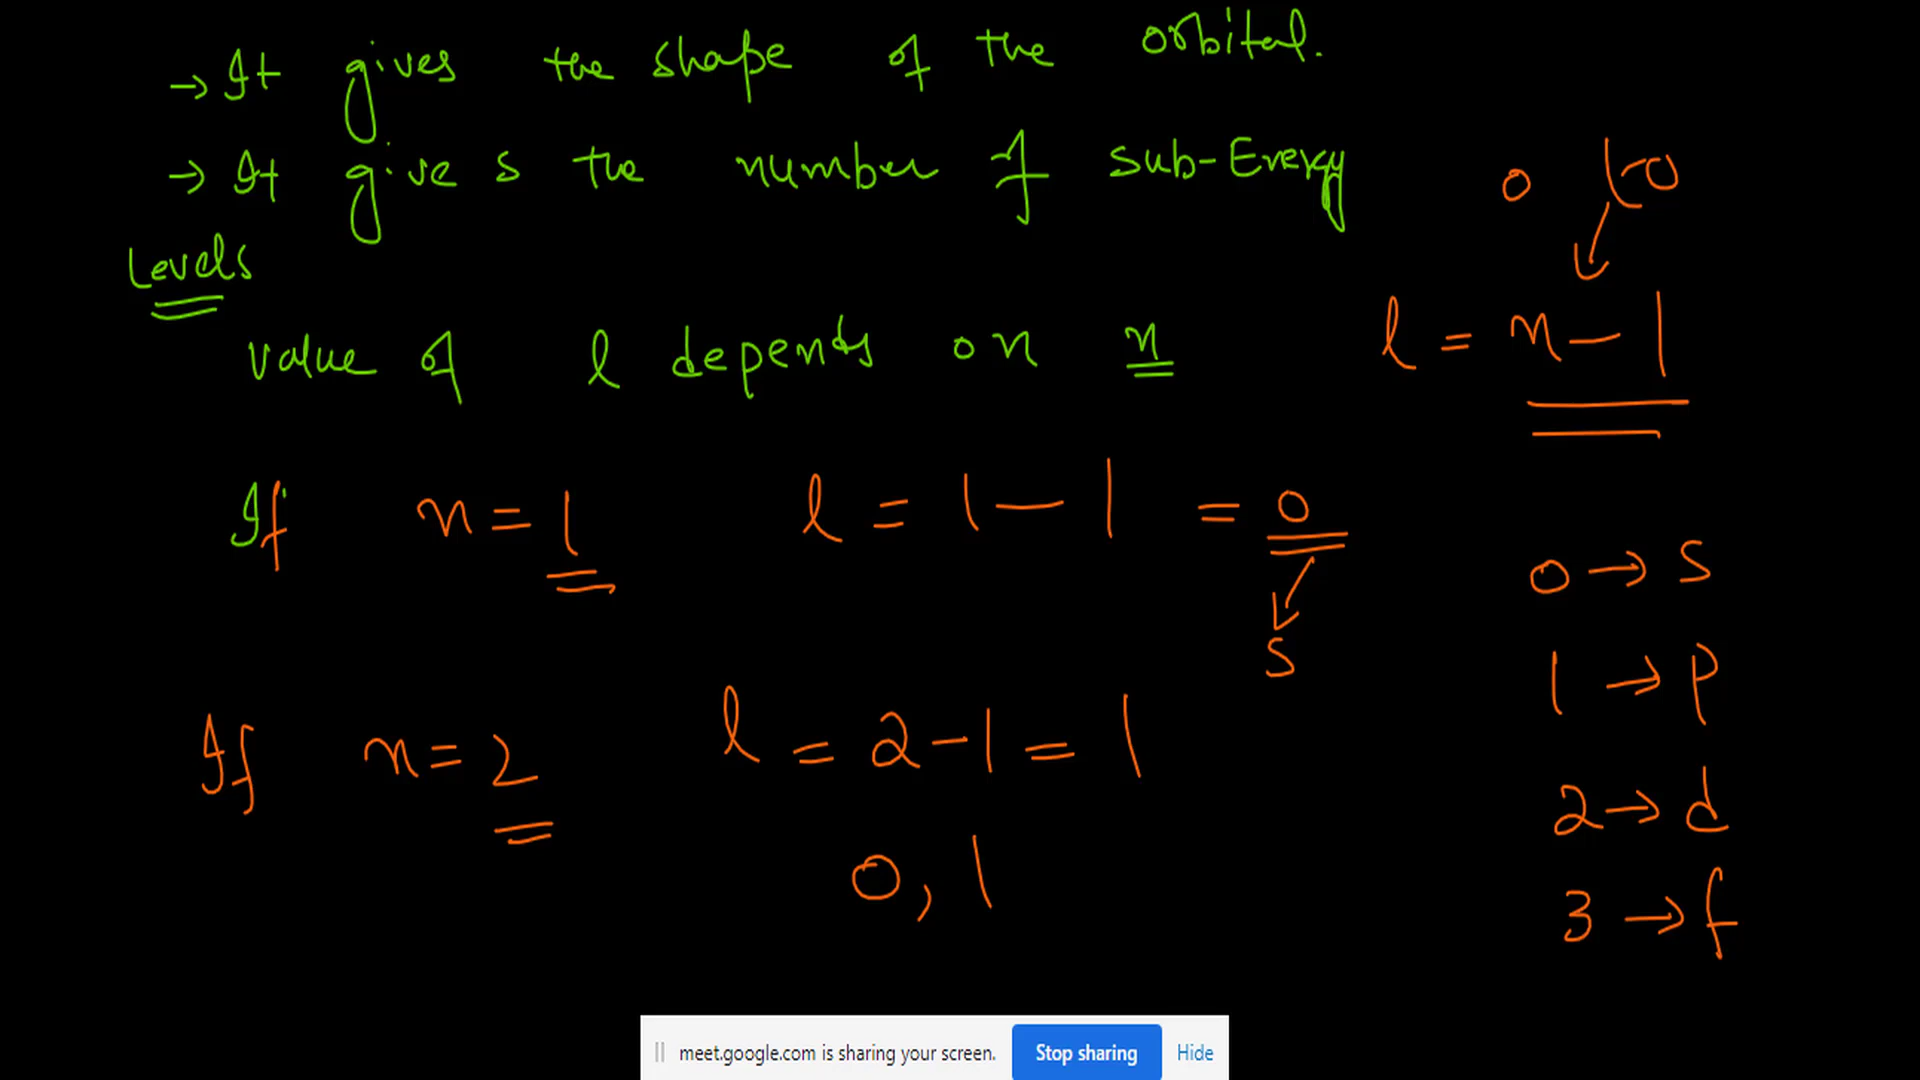 → It gives the shape of the orbital.
→ It gives the number of sub-Energy
Levels
0 to
value of l depends on n
l = n - 1
If n = 1 l = 1 - 1 = 0
s
If n = 2 l = 2 - 1 = 1
0, 1
0 → s
1 → p
2 → d
3 → f
meet.google.com is sharing your screen. Stop sharing Hide